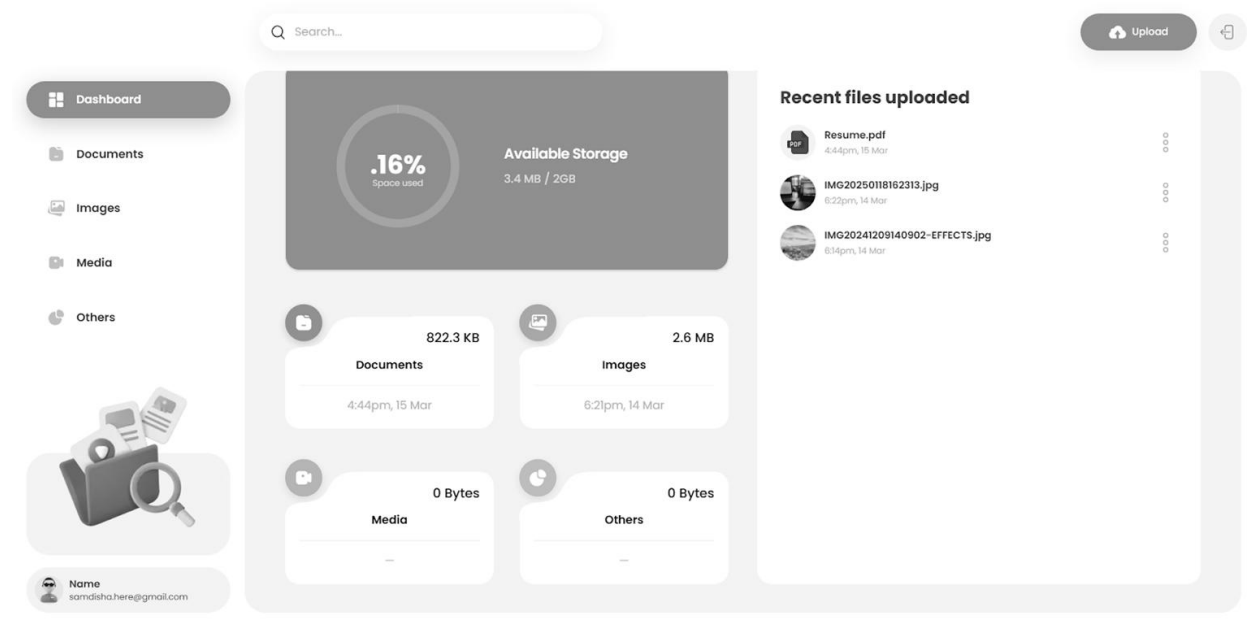 Search...
Upload
Dashboard
Documents
Images
Media
Others
Name
samdisha.here@gmail.com
.16%
Space used
Available Storage
3.4 MB / 2GB
822.3 KB
Documents
4:44pm, 15 Mar
2.6 MB
Images
6:21pm, 14 Mar
0 Bytes
Media
—
0 Bytes
Others
—
Recent files uploaded
PDF
Resume.pdf
4:44pm, 15 Mar
IMG20250118162313.jpg
6:22pm, 14 Mar
IMG20241209140902-EFFECTS.jpg
6:14pm, 14 Mar